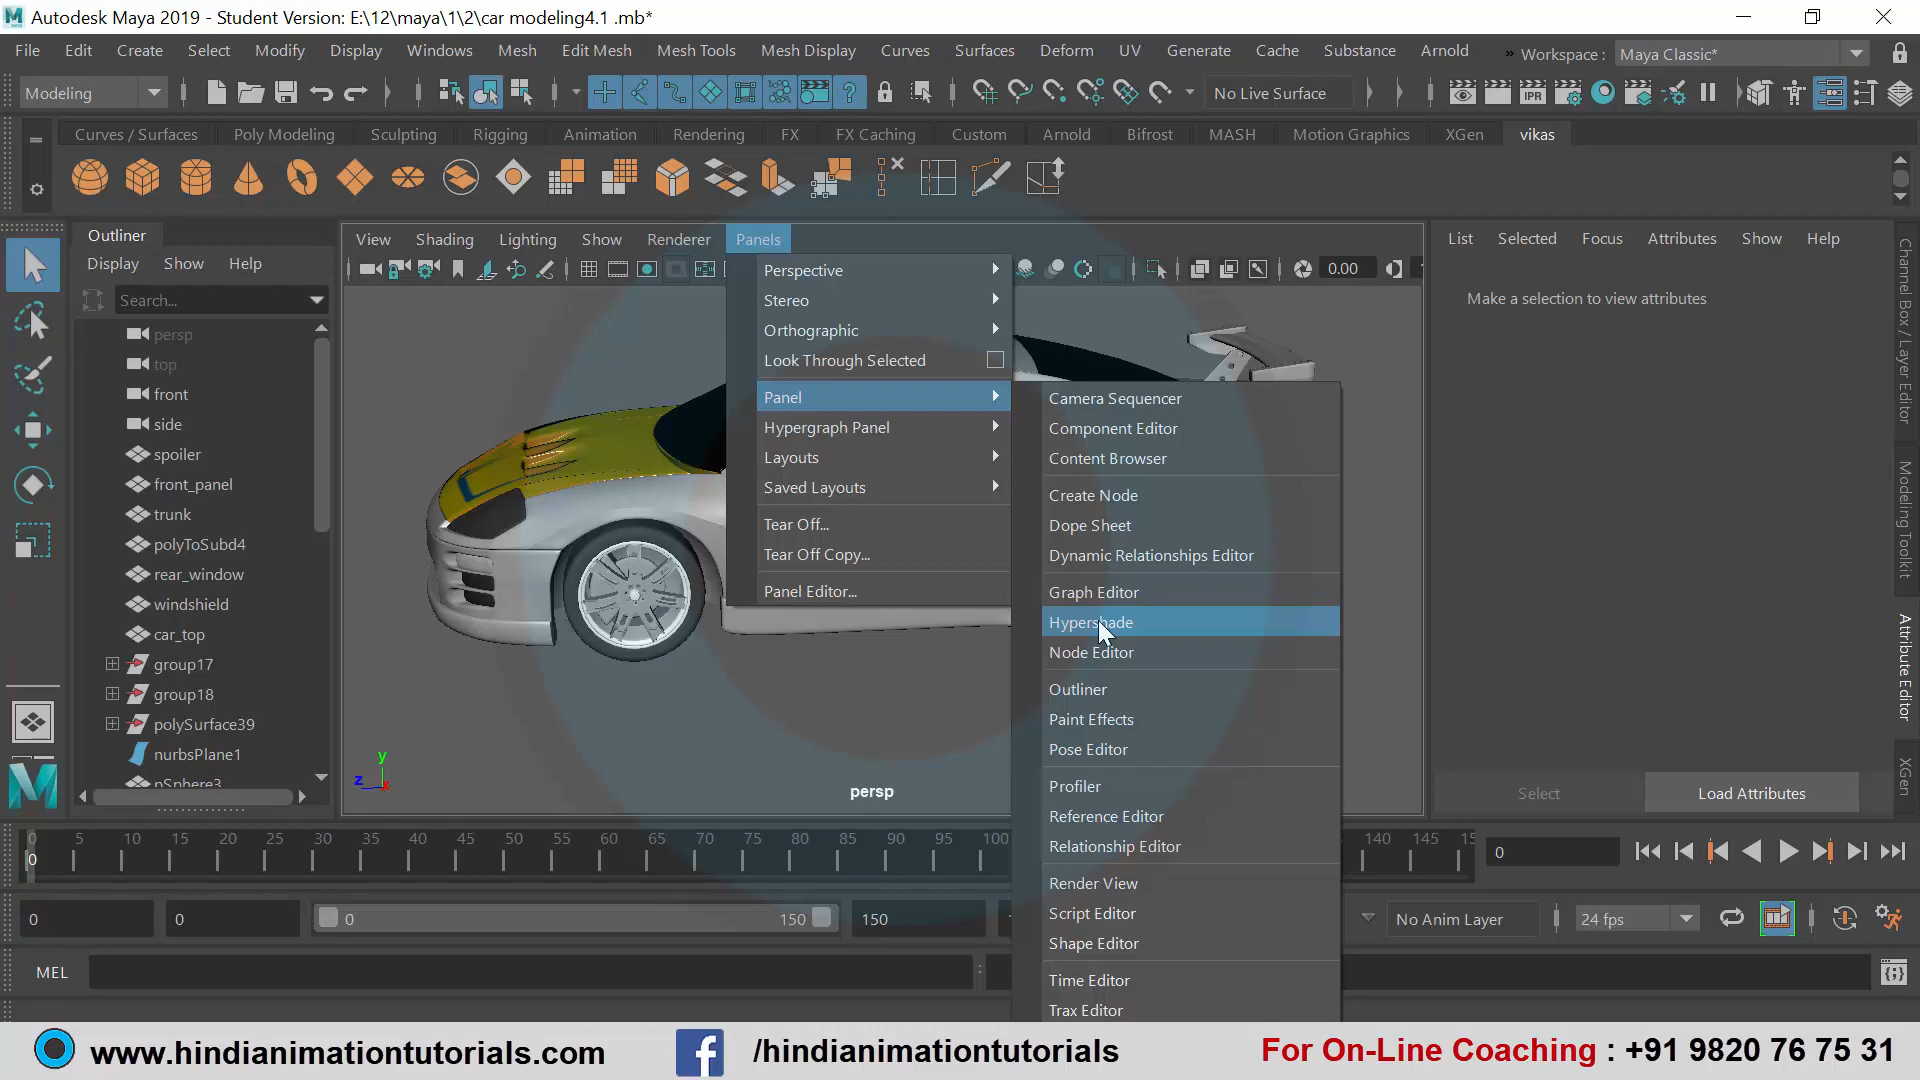 Autodesk Maya 2019 - Student Version: E:\12\maya\1\2\car modeling4.1 .mb*
File Edit Create Select Modify Display Windows Mesh Edit Mesh Mesh Tools Mesh Display Curves Surfaces Deform UV Generate Cache Substance Arnold » Workspace : Maya Classic*
Modeling No Live Surface IPR
Curves / Surfaces Poly Modeling Sculpting Rigging Animation Rendering FX FX Caching Custom Arnold Bifrost MASH Motion Graphics XGen vikas
Outliner
Display Show Help
Search...
persp
top
front
side
spoiler
front_panel
trunk
polyToSubd4
rear_window
windshield
car_top
group17
group18
polySurface39
nurbsPlane1
pSphere3
View Shading Lighting Show Renderer Panels
0.00
Perspective
Stereo
Orthographic
Look Through Selected
Panel
Hypergraph Panel
Layouts
Saved Layouts
Tear Off...
Tear Off Copy...
Panel Editor...
Camera Sequencer
Component Editor
Content Browser
Create Node
Dope Sheet
Dynamic Relationships Editor
Graph Editor
Hypershade
Node Editor
Outliner
Paint Effects
Pose Editor
Profiler
Reference Editor
Relationship Editor
Render View
Script Editor
Shape Editor
Time Editor
Trax Editor
y
z x
persp
List Selected Focus Attributes Show Help
Make a selection to view attributes
Select Load Attributes
Channel Box / Layer Editor
Modeling Toolkit
Attribute Editor
XGen
0 5 10 15 20 25 30 35 40 45 50 55 60 65 70 75 80 85 90 95 100 140 145 15
0
0
0 0 0 150 150 No Anim Layer 24 fps
MEL
www.hindianimationtutorials.com f /hindianimationtutorials For On-Line Coaching : +91 9820 76 75 31